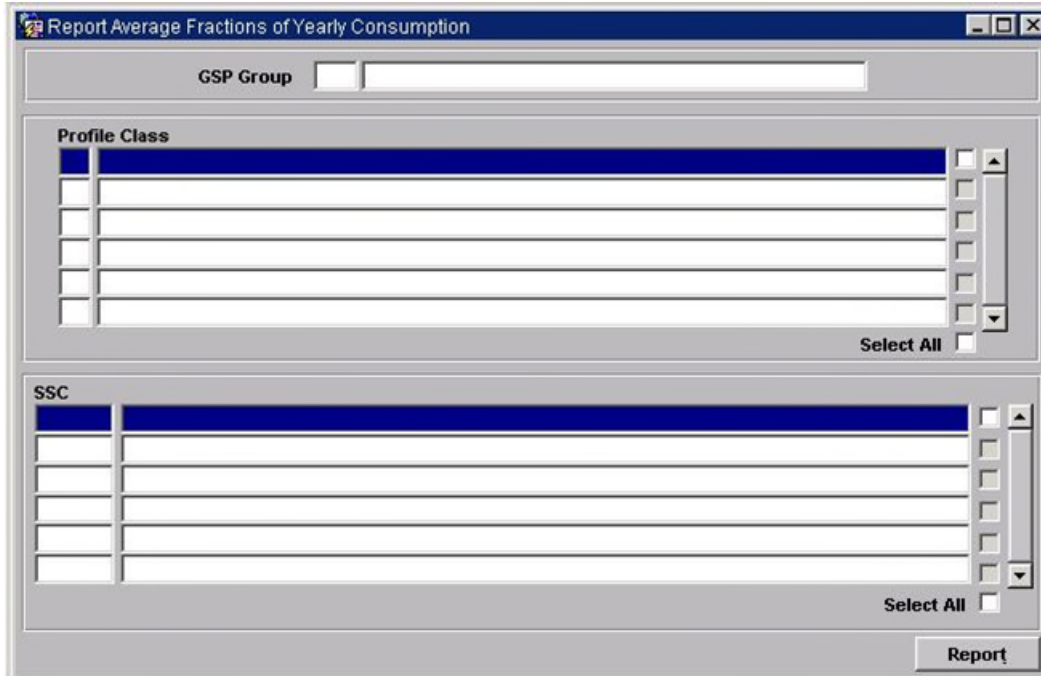 Report Average Fractions of Yearly Consumption
GSP Group
Profile Class
Select All
SSC
Select All
Report